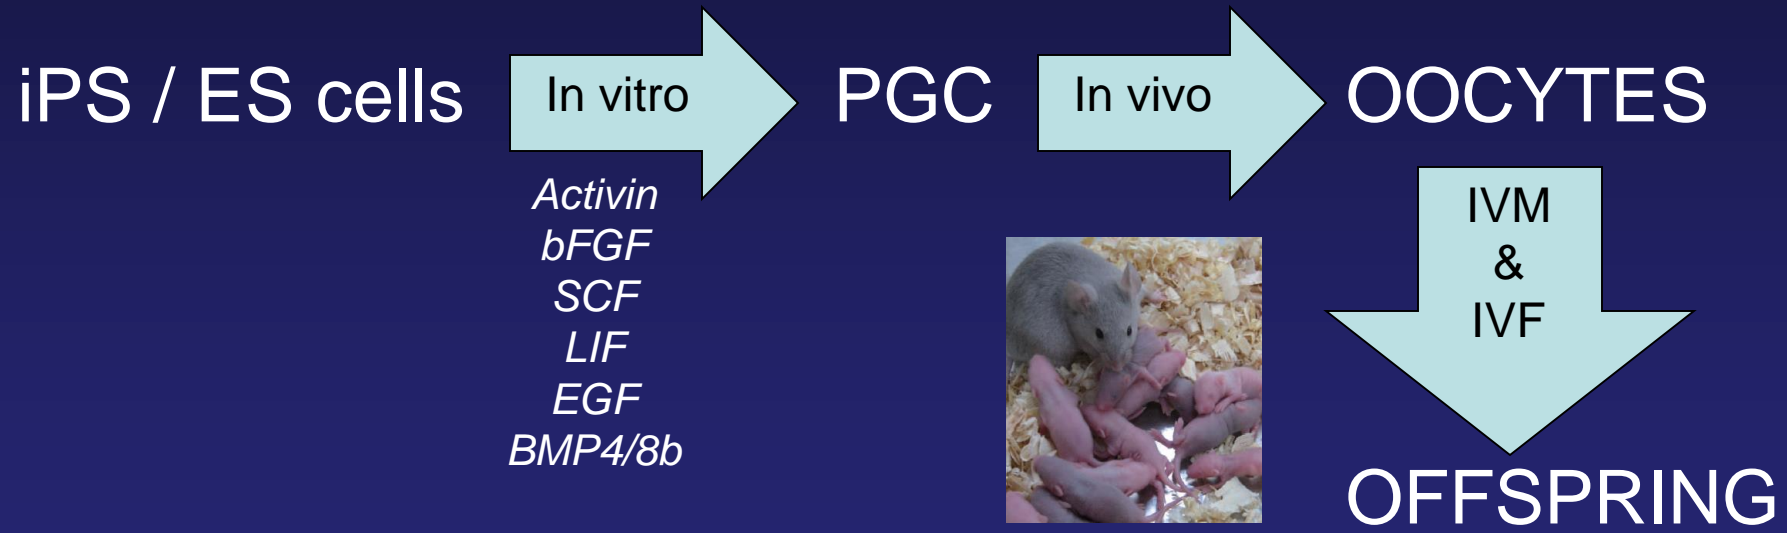 iPS / ES cells
In vitro
PGC
In vivo
OOCYTES
Activin
bFGF
SCF
LIF
EGF
BMP4/8b
IVM
&
IVF
OFFSPRING